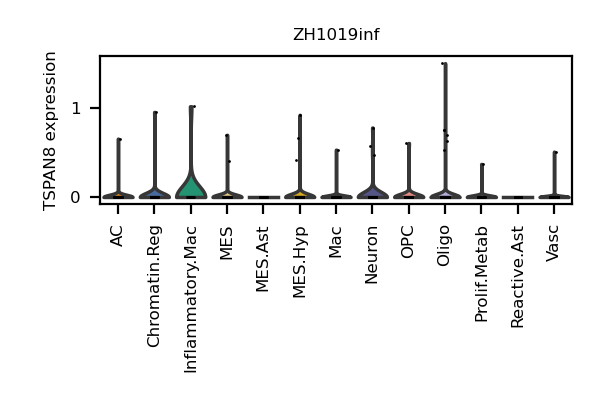 ZH1019inf
TSPAN8 expression
1
0
AC
Chromatin.Reg
Inflammatory.Mac
MES
MES.Ast
MES.Hyp
Mac
Neuron
OPC
Oligo
Prolif.Metab
Reactive.Ast
Vasc